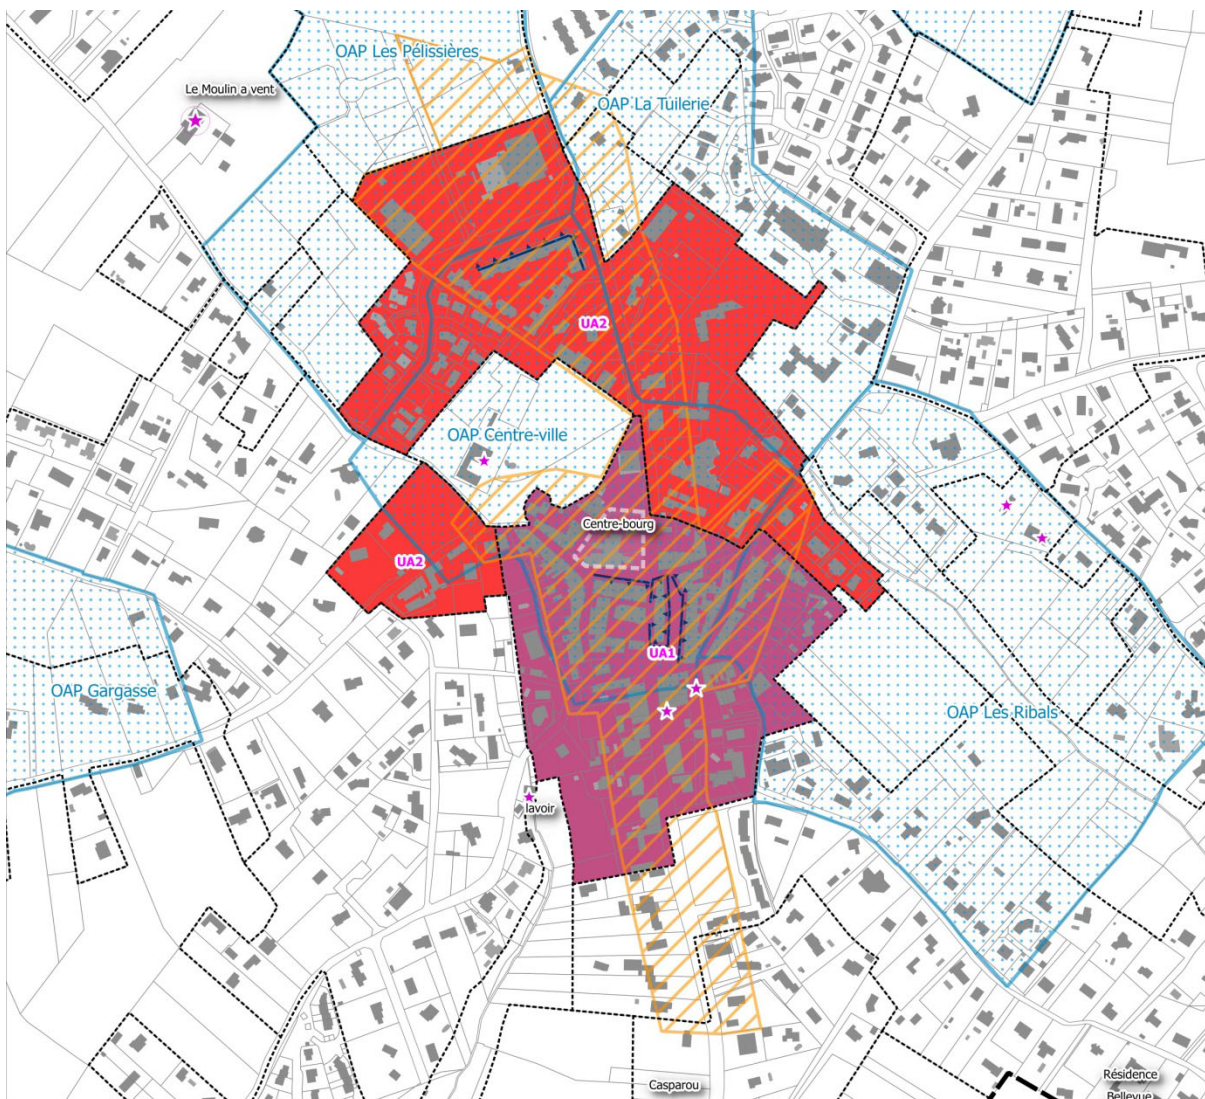 OAP Les Pélissières
Le Moulin a vent
OAP La Tuilerie
UA2
OAP Centre-ville
Centre-bourg
UA2
UA1
OAP Gargasse
OAP Les Ribals
lavoir
Casparou
Résidence
Bellevue